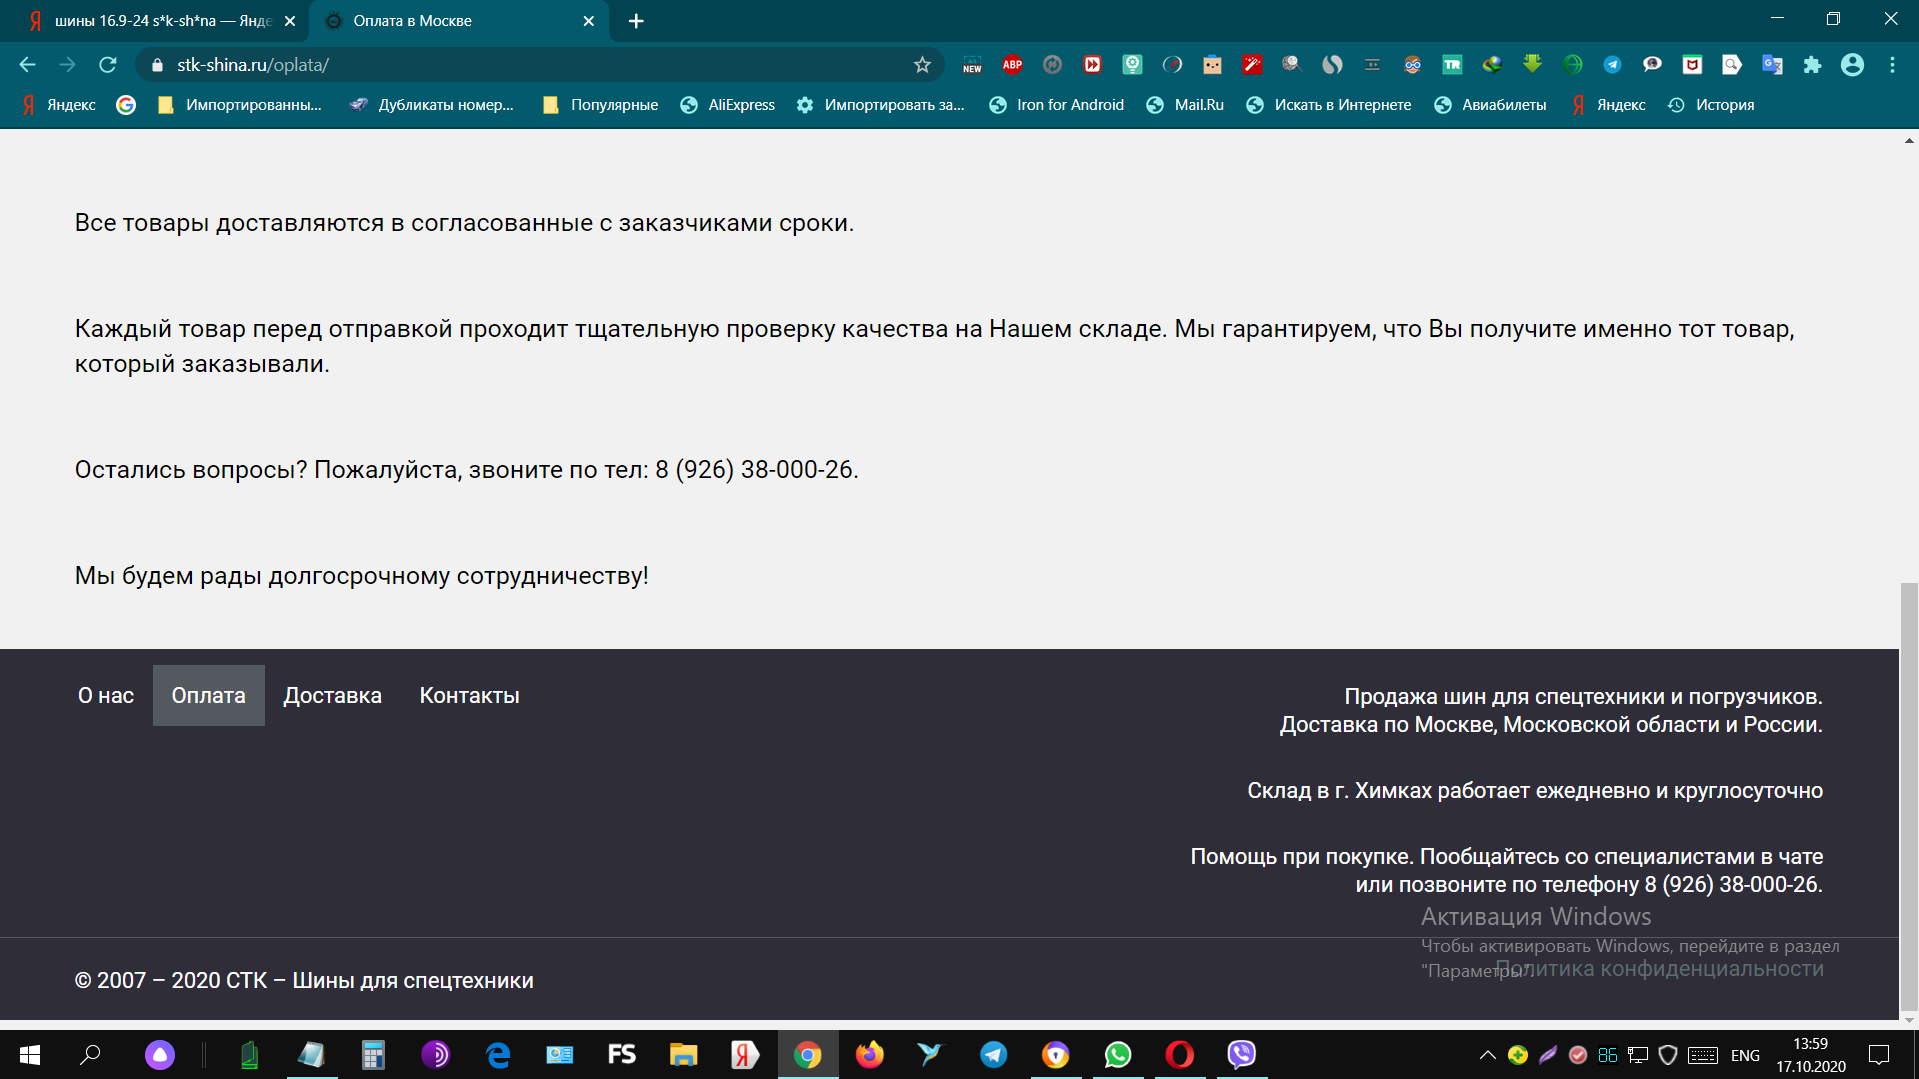 шины 16.9-24 s*k-sh*na — Янде
Оплата в Москве
stk-shina.ru/oplata/
NEW
ABP
TR
Яндекс
Импортированны...
Дубликаты номер...
Популярные
AliExpress
Импортировать за...
Iron for Android
Mail.Ru
Искать в Интернете
Авиабилеты
Яндекс
История
Все товары доставляются в согласованные с заказчиками сроки.
Каждый товар перед отправкой проходит тщательную проверку качества на Нашем складе. Мы гарантируем, что Вы получите именно тот товар,
который заказывали.
Остались вопросы? Пожалуйста, звоните по тел: 8 (926) 38-000-26.
Мы будем рады долгосрочному сотрудничеству!
О нас
Оплата
Доставка
Контакты
Продажа шин для спецтехники и погрузчиков.
Доставка по Москве, Московской области и России.
Склад в г. Химках работает ежедневно и круглосуточно
Помощь при покупке. Пообщайтесь со специалистами в чате
или позвоните по телефону 8 (926) 38-000-26.
Активация Windows
Чтобы активировать Windows, перейдите в раздел
"Параметры".
Политика конфиденциальности
© 2007 – 2020 СТК – Шины для спецтехники
FS
86
ENG
13:59
17.10.2020